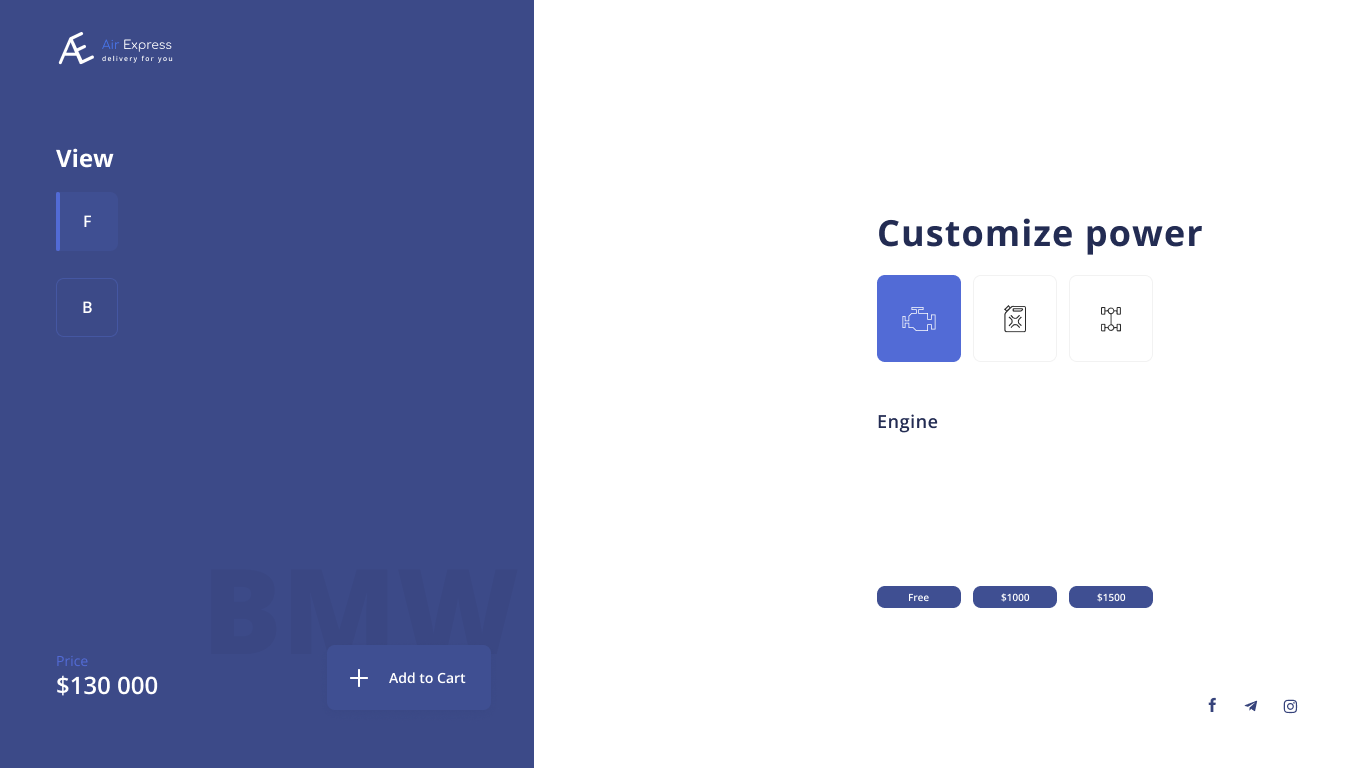 Air Express
delivery for you
View
F
B
BMW
Price
$130 000
Add to Cart
Customize power
Engine
Free
$1000
$1500